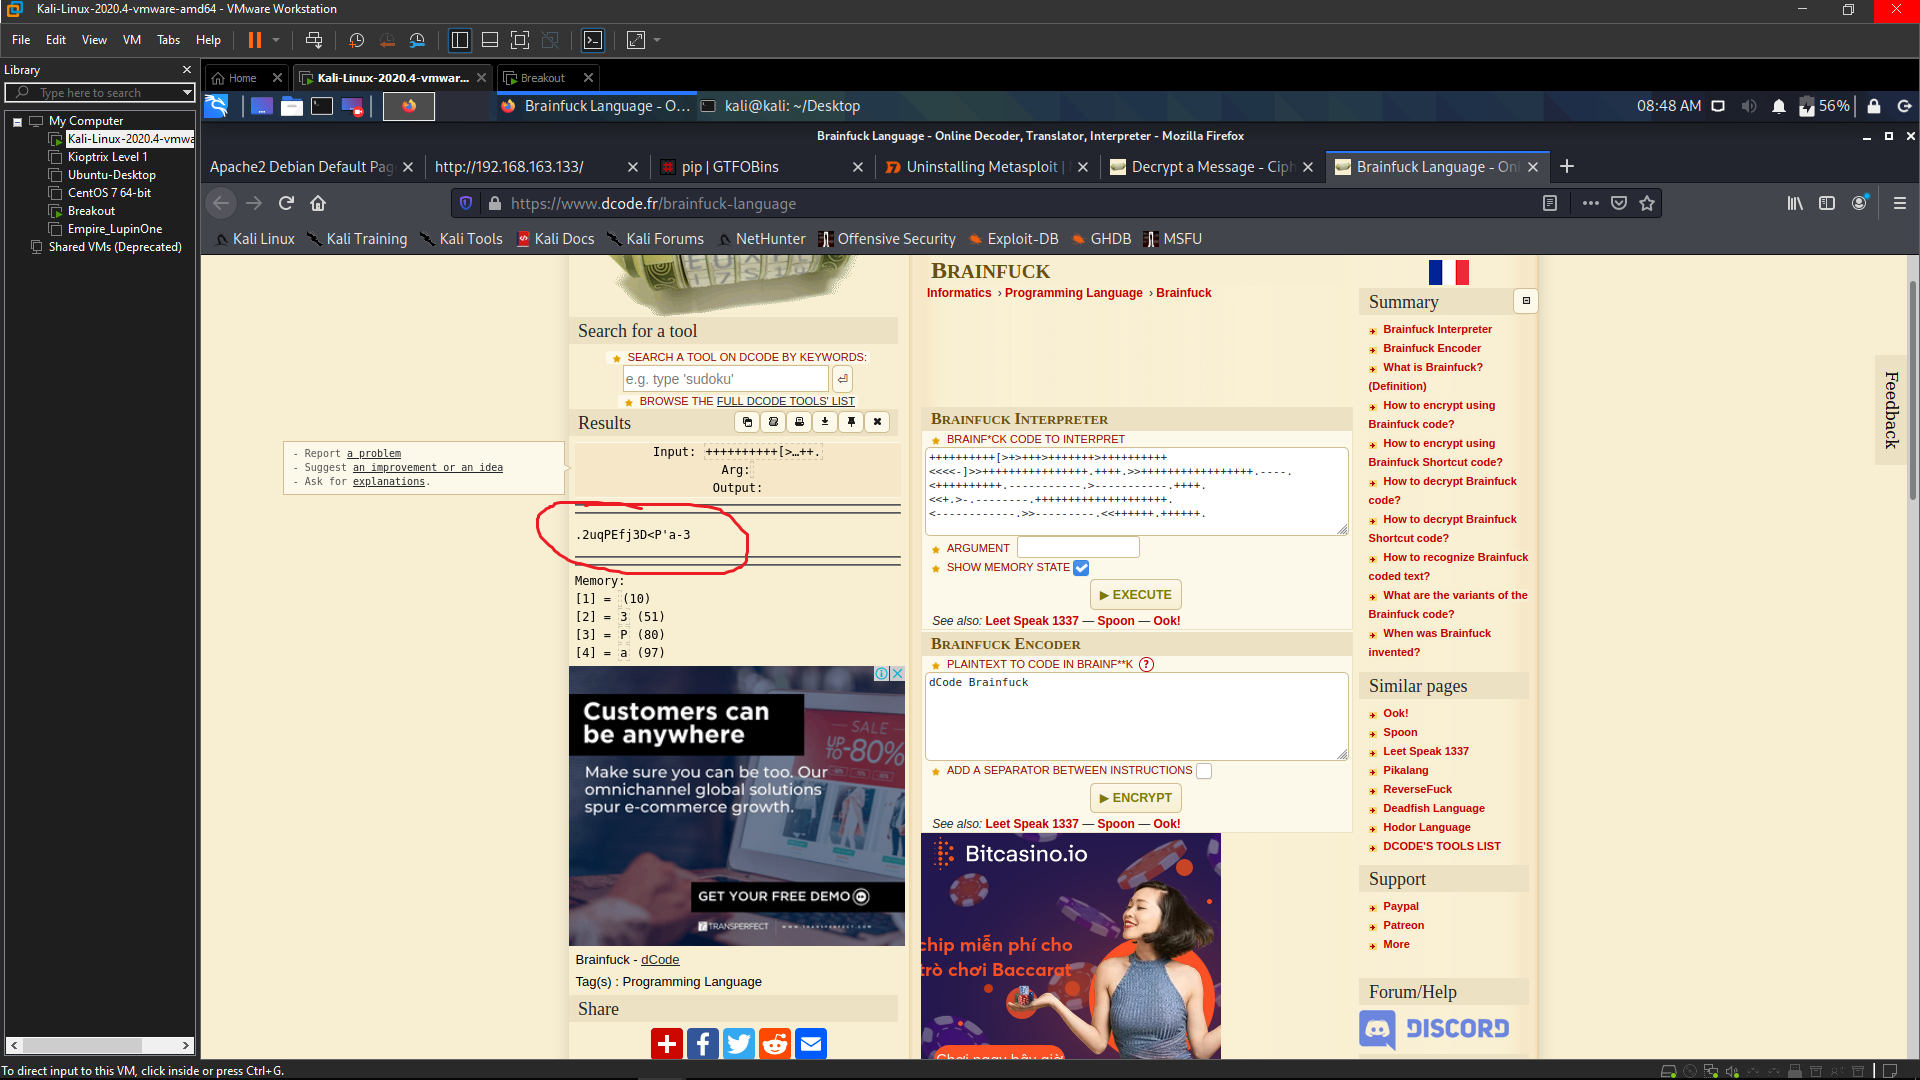 Kali-Linux-2020.4-vmware-amd64 - VMware Workstation
File Edit View VM Tabs Help
Library
Type here to search
My Computer
Kali-Linux-2020.4-vmwa
Kioptrix Level 1
Ubuntu-Desktop
CentOS 7 64-bit
Breakout
Empire_LupinOne
Shared VMs (Deprecated)
Home Kali-Linux-2020.4-vmwar... Breakout
Brainfuck Language - O... kali@kali: ~/Desktop 08:48 AM 56%
Brainfuck Language - Online Decoder, Translator, Interpreter - Mozilla Firefox
Apache2 Debian Default Pag http://192.168.163.133/ pip | GTFOBins Uninstalling Metasploit | Decrypt a Message - Ciph Brainfuck Language - Onl
https://www.dcode.fr/brainfuck-language
Kali Linux Kali Training Kali Tools Kali Docs Kali Forums NetHunter Offensive Security Exploit-DB GHDB MSFU
Search for a tool
SEARCH A TOOL ON DCODE BY KEYWORDS:
e.g. type 'sudoku'
BROWSE THE FULL DCODE TOOLS' LIST
Results
- Report a problem
- Suggest an improvement or an idea
- Ask for explanations.
Input: ++++++++++[>…++.
Arg:
Output:
.2uqPEfj3D<P'a-3
Memory:
[1] = (10)
[2] = 3 (51)
[3] = P (80)
[4] = a (97)
Customers can
be anywhere
SALE
UP TO -80%
Make sure you can be too. Our
omnichannel global solutions
spur e-commerce growth.
GET YOUR FREE DEMO
TRANSPERFECT WWW.TRANSPERFECT.COM
Brainfuck - dCode
Tag(s) : Programming Language
Share
BRAINFUCK
Informatics › Programming Language › Brainfuck
BRAINFUCK INTERPRETER
BRAINF*CK CODE TO INTERPRET
++++++++++[>+>+++>+++++++>++++++++++
<<<<-]>>++++++++++++++++.++++.>>+++++++++++++++++.----.
<++++++++++.-----------.>-----------.++++.
<<+.>-.--------.++++++++++++++++++++.
<------------.>>---------.<<++++++.++++++.
ARGUMENT
SHOW MEMORY STATE
▶ EXECUTE
See also: Leet Speak 1337 — Spoon — Ook!
BRAINFUCK ENCODER
PLAINTEXT TO CODE IN BRAINF**K ?
dCode Brainfuck
ADD A SEPARATOR BETWEEN INSTRUCTIONS
▶ ENCRYPT
See also: Leet Speak 1337 — Spoon — Ook!
Bitcasino.io
chip miễn phí cho
trò chơi Baccarat
Chơi ngay bây giờ
Summary
Brainfuck Interpreter
Brainfuck Encoder
What is Brainfuck?
(Definition)
How to encrypt using
Brainfuck code?
How to encrypt using
Brainfuck Shortcut code?
How to decrypt Brainfuck
code?
How to decrypt Brainfuck
Shortcut code?
How to recognize Brainfuck
coded text?
What are the variants of the
Brainfuck code?
When was Brainfuck
invented?
Similar pages
Ook!
Spoon
Leet Speak 1337
Pikalang
ReverseFuck
Deadfish Language
Hodor Language
DCODE'S TOOLS LIST
Support
Paypal
Patreon
More
Forum/Help
DISCORD
Feedback
To direct input to this VM, click inside or press Ctrl+G.